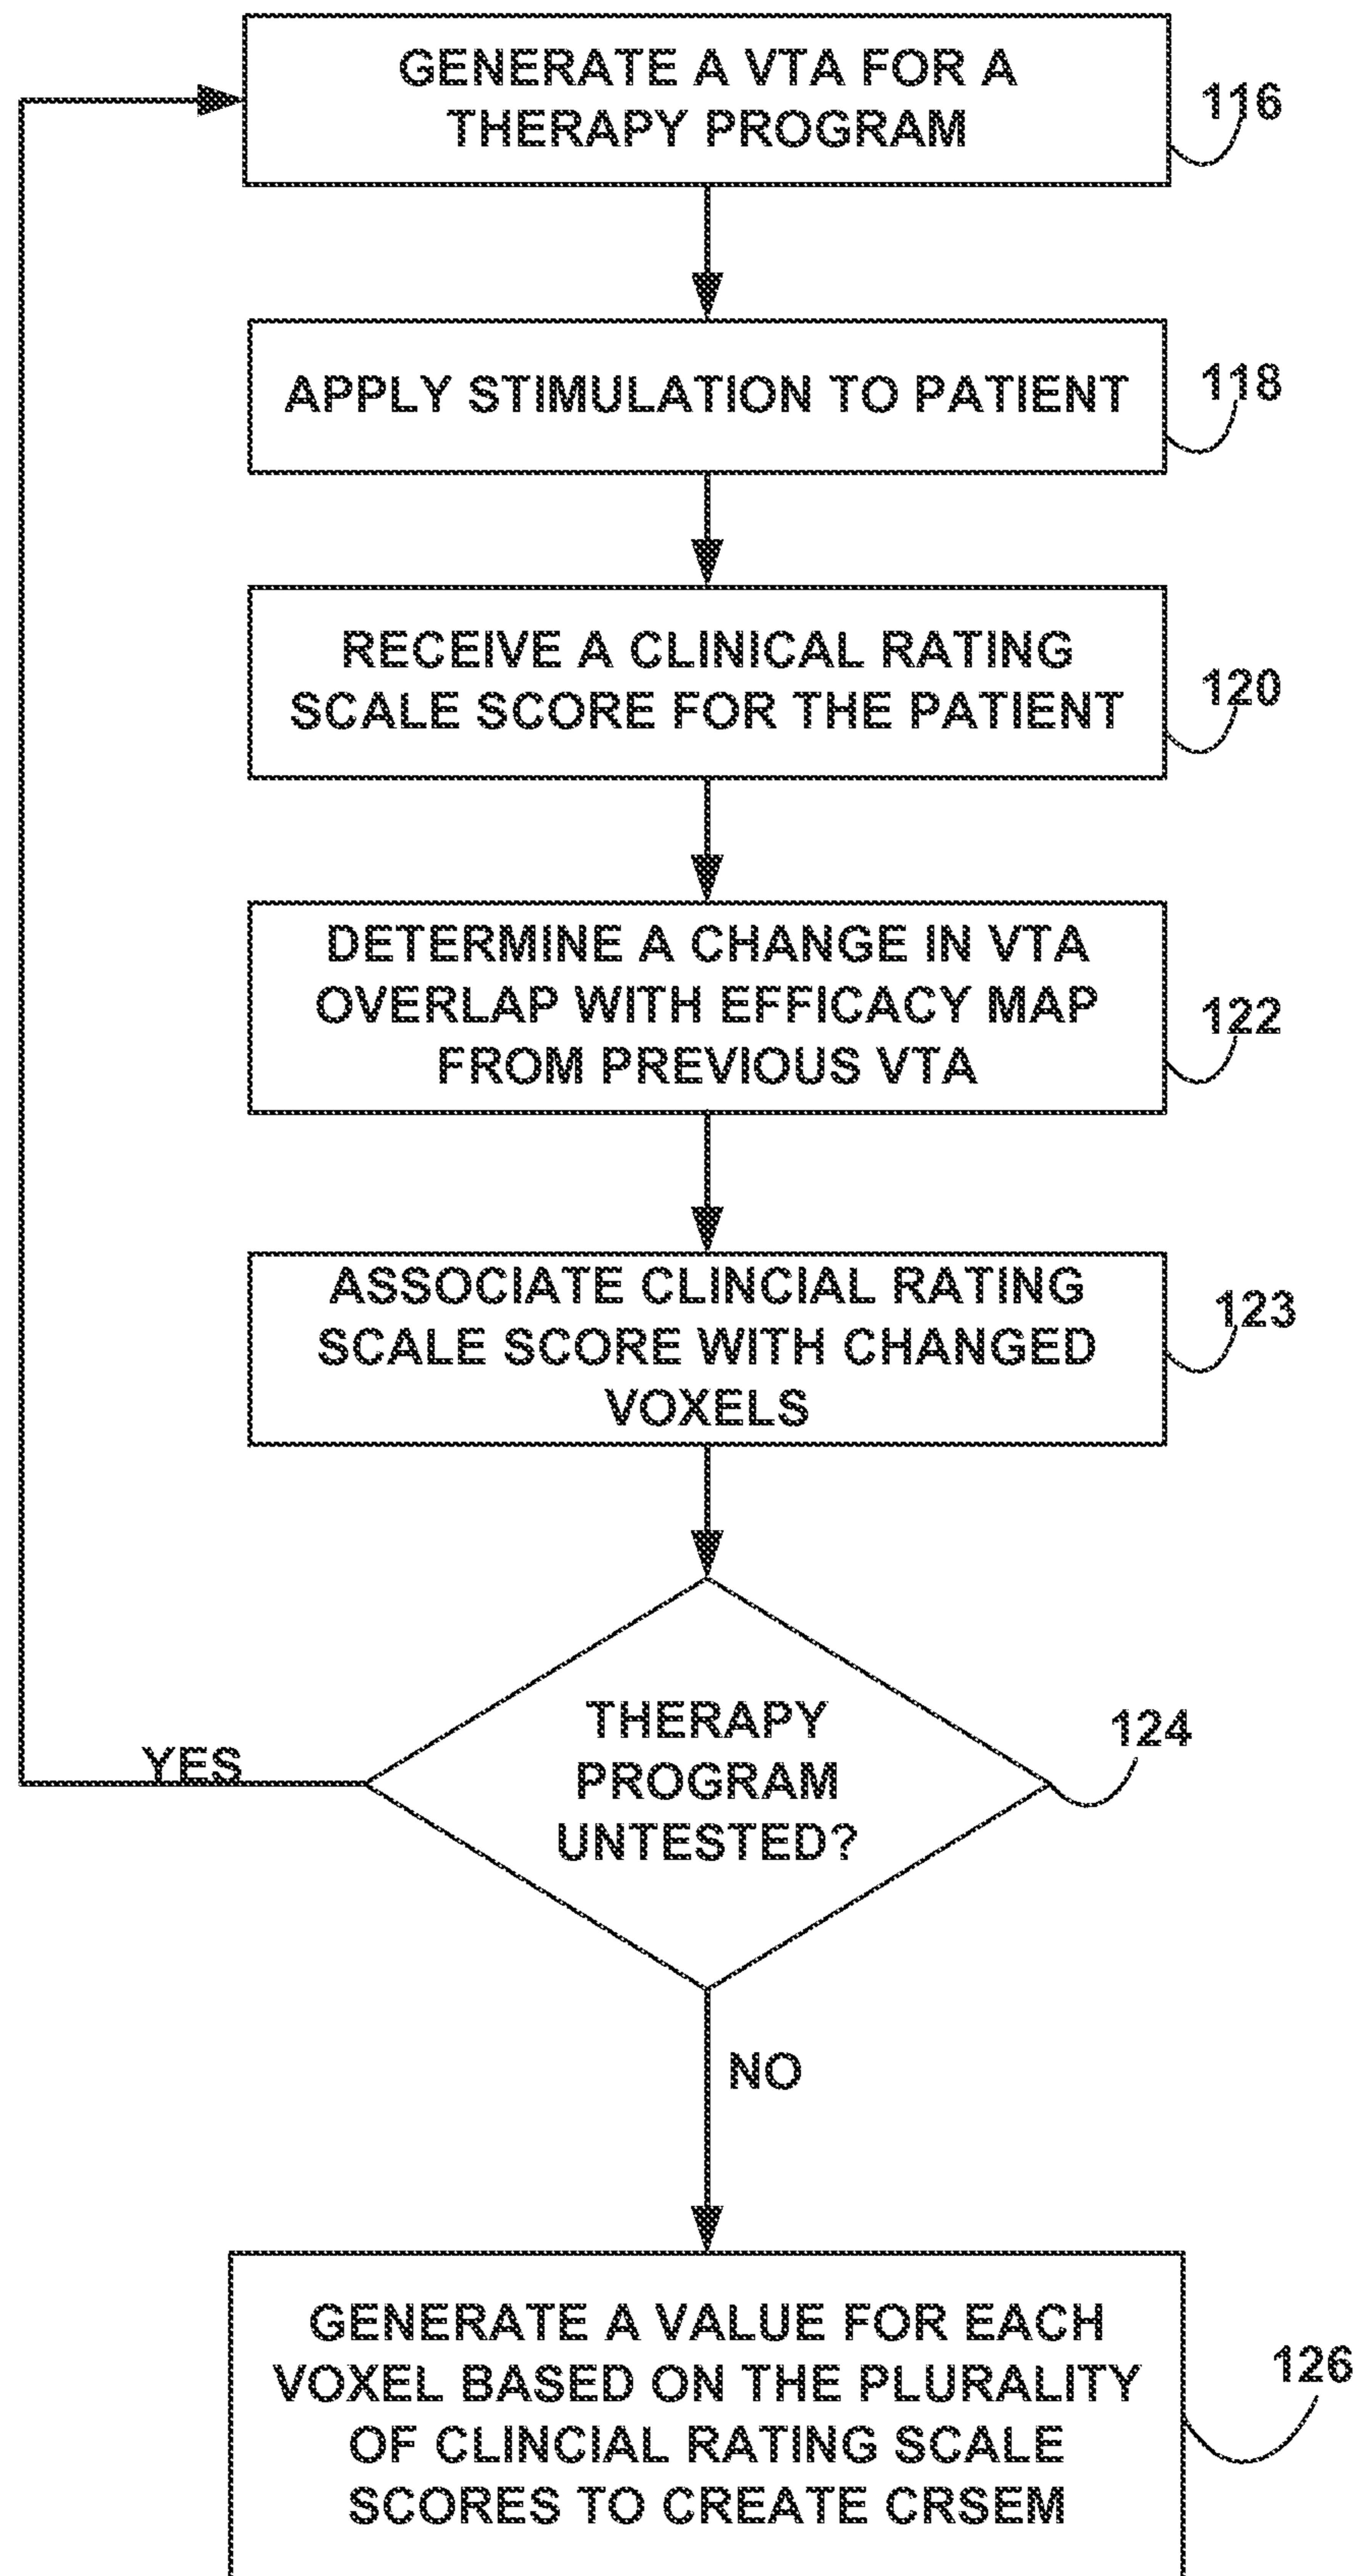 GENERATE A VTA FOR A
THERAPY PROGRAM
116
APPLY STIMULATION TO PATIENT
118
RECEIVE A CLINICAL RATING
SCALE SCORE FOR THE PATIENT
120
DETERMINE A CHANGE IN VTA
OVERLAP WITH EFFICACY MAP
FROM PREVIOUS VTA
122
ASSOCIATE CLINCIAL RATING
SCALE SCORE WITH CHANGED
VOXELS
123
THERAPY
PROGRAM
UNTESTED?
124
YES
NO
GENERATE A VALUE FOR EACH
VOXEL BASED ON THE PLURALITY
OF CLINCIAL RATING SCALE
SCORES TO CREATE CRSEM
126